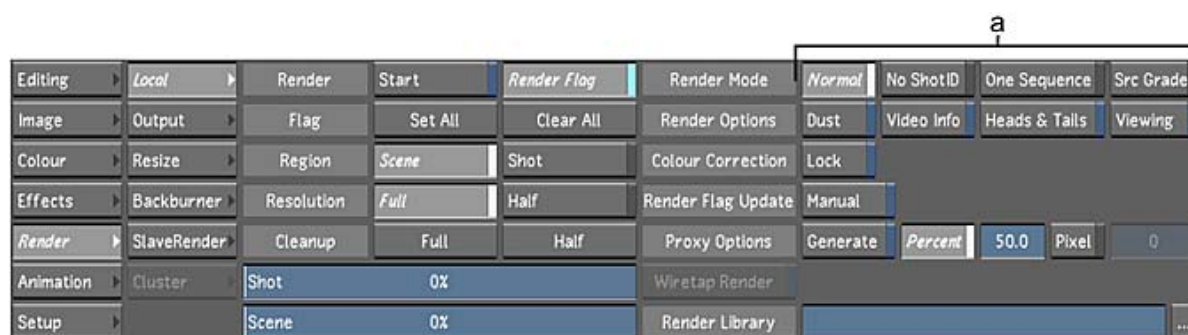 a
Editing Local Render Start Render Flag Render Mode Normal No ShotID One Sequence Src Grade
Image Output Flag Set All Clear All Render Options Dust Video Info Heads & Tails Viewing
Colour Resize Region Scene Shot Colour Correction Lock
Effects Backburner Resolution Full Half Render Flag Update Manual
Render SlaveRender Cleanup Full Half Proxy Options Generate Percent 50.0 Pixel 0
Animation Cluster Shot 0% Wiretap Render
Setup Scene 0% Render Library ...